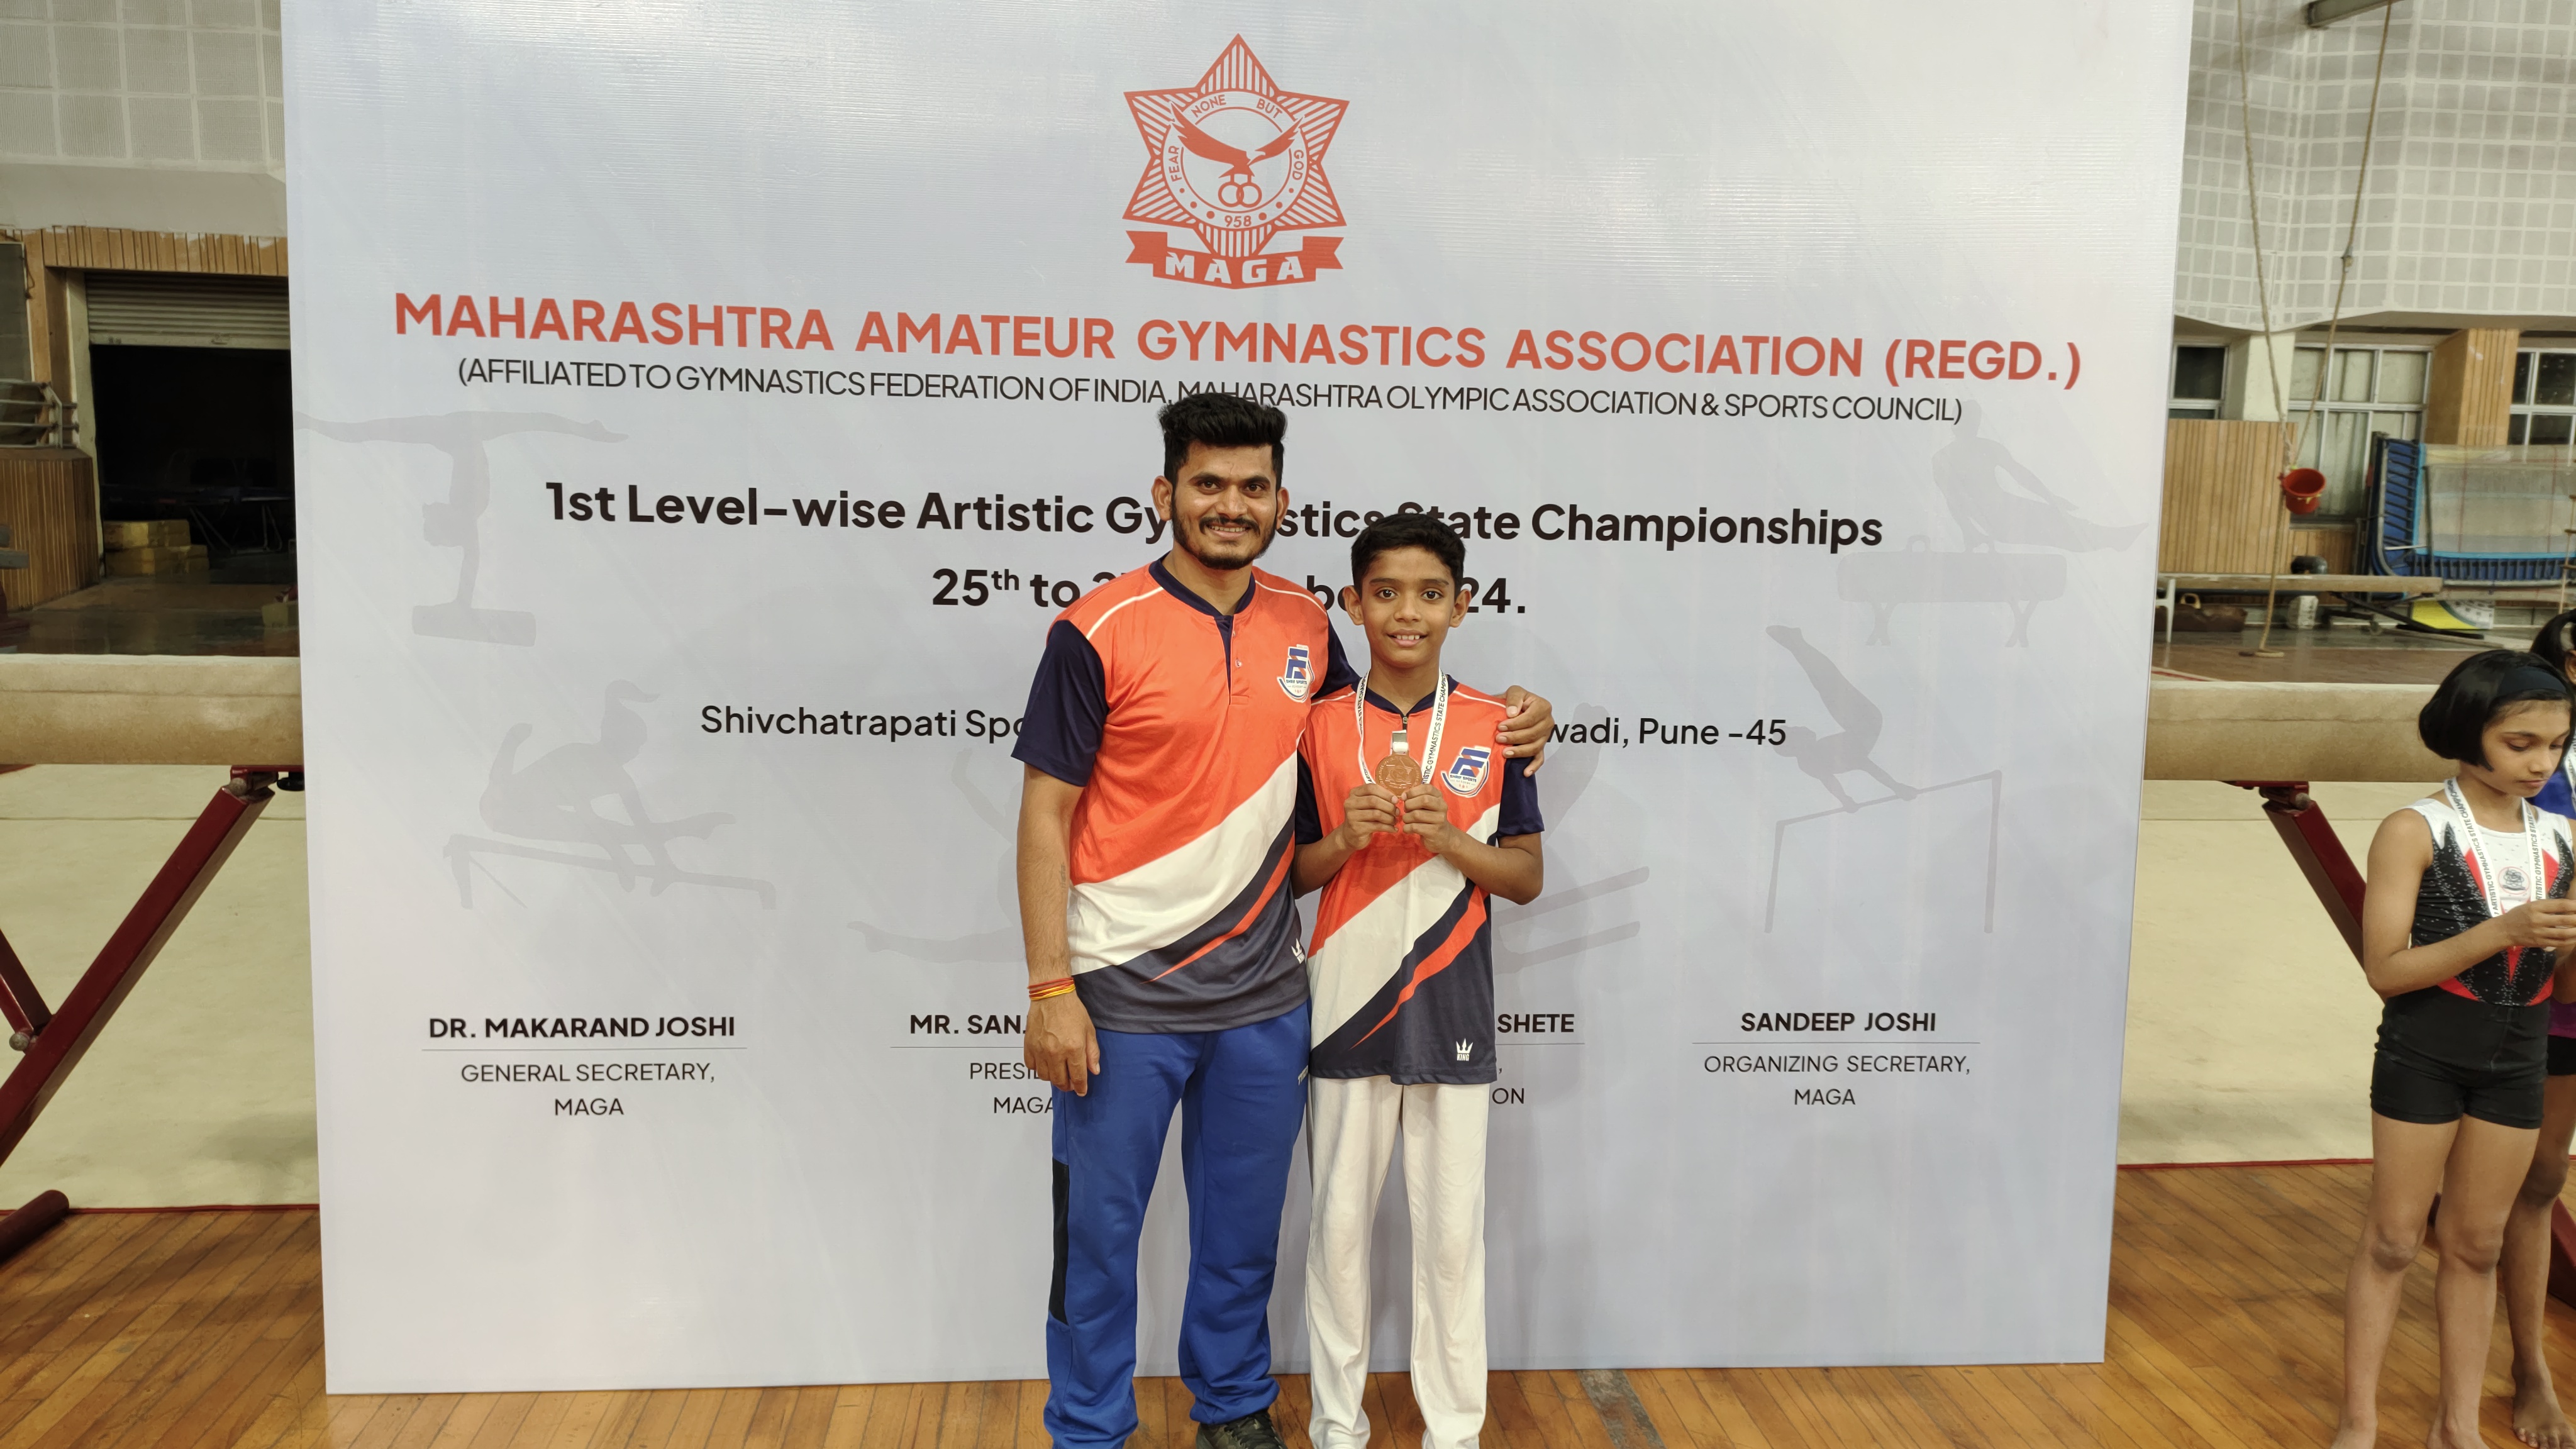 FEAR NONE BUT GOD
958
MAGA
MAHARASHTRA AMATEUR GYMNASTICS ASSOCIATION (REGD.)
(AFFILIATED TO GYMNASTICS FEDERATION OF INDIA, MAHARASHTRA OLYMPIC ASSOCIATION & SPORTS COUNCIL)
1st Level-wise Artistic Gy stics State Championships
25th to 24.
Shivchatrapati Spo wadi, Pune -45
DR. MAKARAND JOSHI
GENERAL SECRETARY,
MAGA
MR. SAN
PRESI
MAGA
SHETE
ON
SANDEEP JOSHI
ORGANIZING SECRETARY,
MAGA
KING